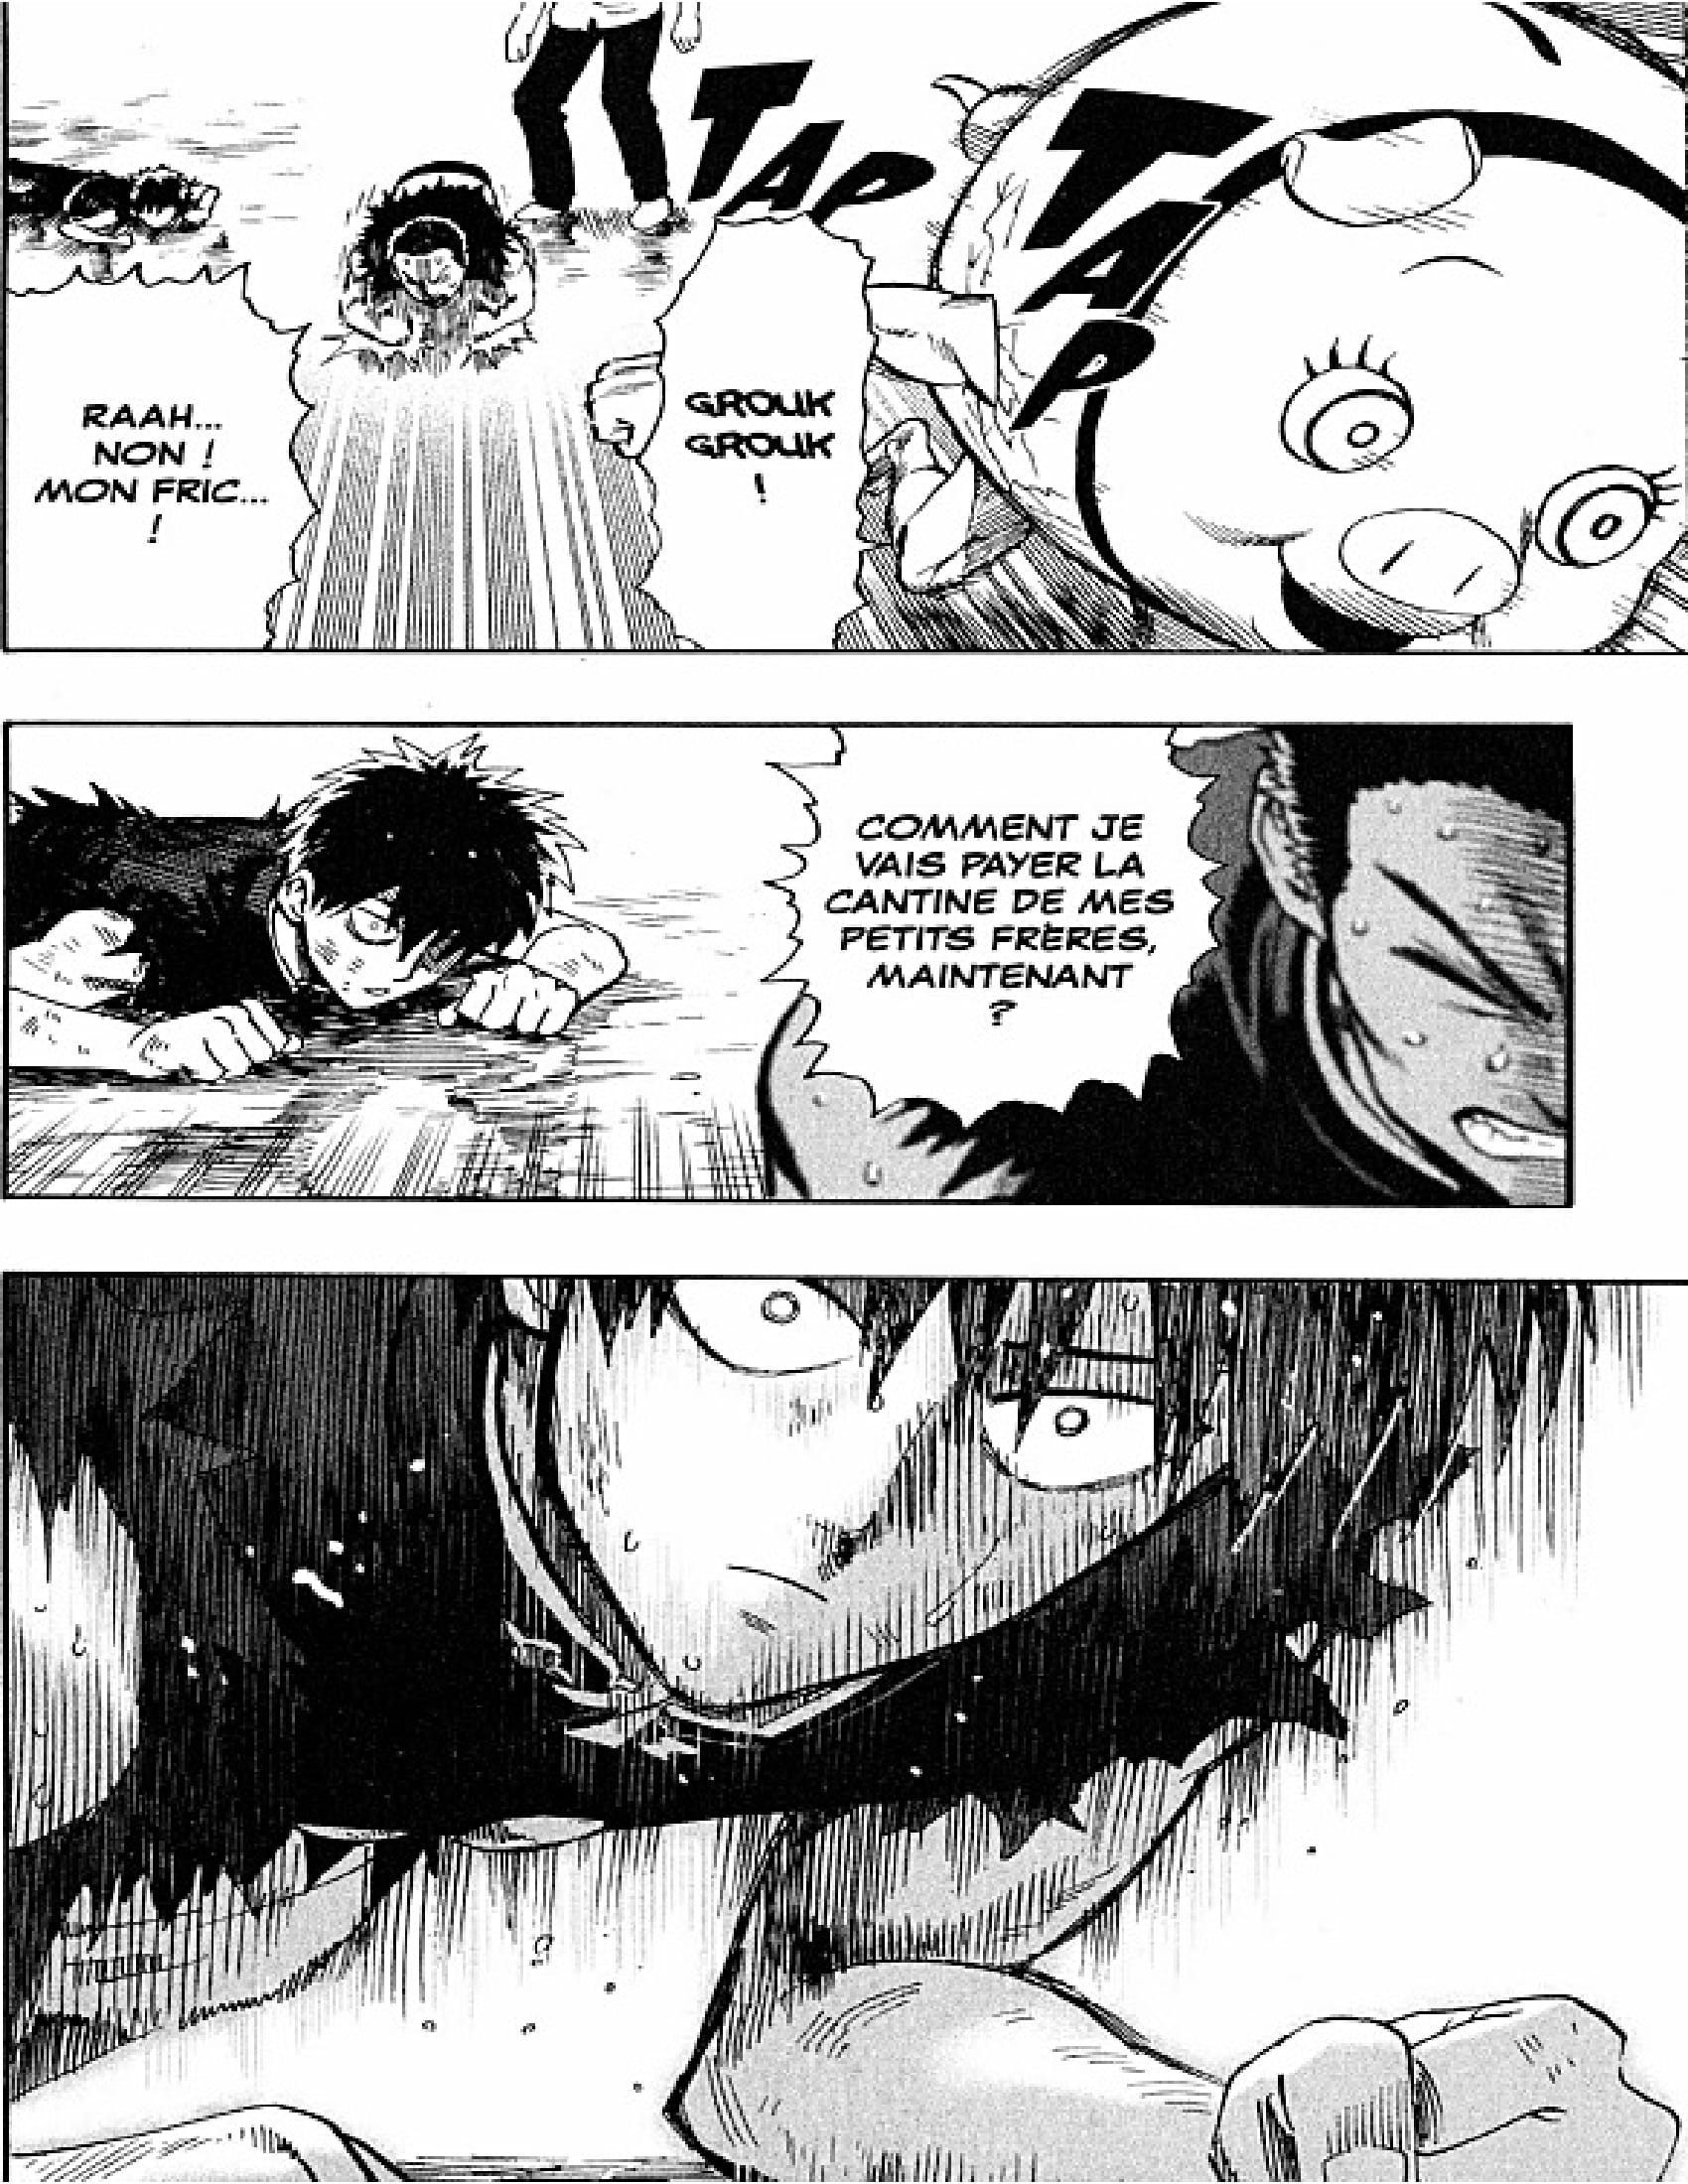 TAP
TAP
RAAH...
NON !
MON FRIC...
!
GROUK
GROUK
!
COMMENT JE
VAIS PAYER LA
CANTINE DE MES
PETITS FRÈRES,
MAINTENANT
?